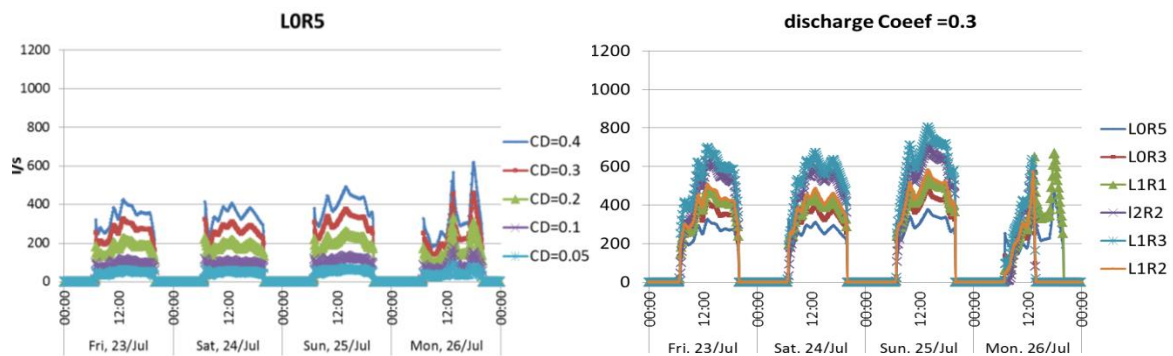 L0R5
1200
1000
800
600
400
200
0
l/s
00:00
12:00
00:00
12:00
00:00
12:00
00:00
12:00
00:00
Fri, 23/Jul
Sat, 24/Jul
Sun, 25/Jul
Mon, 26/Jul
CD=0.4
CD=0.3
CD=0.2
CD=0.1
CD=0.05
discharge Coeef =0.3
1200
1000
800
600
400
200
0
00:00
12:00
00:00
12:00
00:00
12:00
00:00
12:00
00:00
Fri, 23/Jul
Sat, 24/Jul
Sun, 25/Jul
Mon, 26/Jul
L0R5
L0R3
L1R1
l2R2
L1R3
L1R2